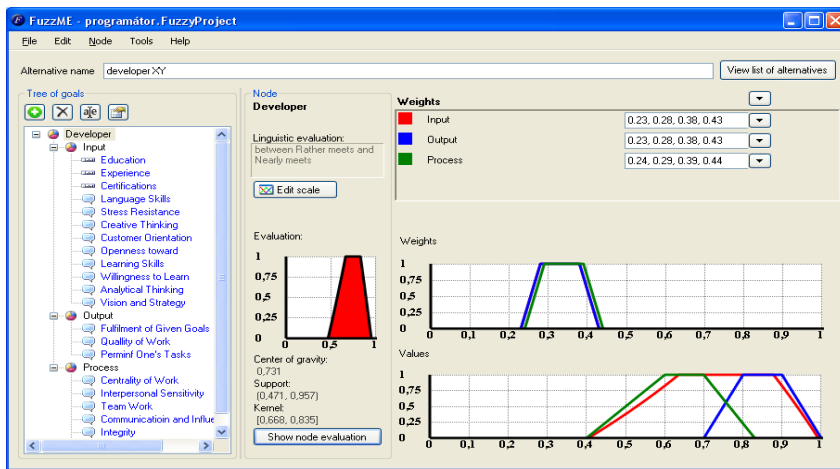 FuzzME - programátor.FuzzyProject
File Edit Node Tools Help
Alternative name developer XY View list of alternatives
Tree of goals
a|e
Developer
Input
Education
Experience
Certifications
Language Skills
Stress Resistance
Creative Thinking
Customer Orientation
Openness toward
Learning Skills
Willingness to Learn
Analytical Thinking
Vision and Strategy
Output
Fulfilment of Given Goals
Quallity of Work
Perminf One's Tasks
Process
Centrality of Work
Interpersonal Sensitivity
Team Work
Communicatioin and Influe
Integrity
Node
Developer
Linguistic evaluation:
between Rather meets and
Nearly meets
Edit scale
Evaluation:
1
0,75
0,5
0,25
0
0 0,5 1
Center of gravity:
0,731
Support:
(0,471, 0,957)
Kernel:
[0,668, 0,835]
Show node evaluation
Weights
Input 0.23, 0.28, 0.38, 0.43
Output 0.23, 0.28, 0.38, 0.43
Process 0.24, 0.29, 0.39, 0.44
Weights
1
0,75
0,5
0,25
0
0 0,1 0,2 0,3 0,4 0,5 0,6 0,7 0,8 0,9 1
Values
1
0,75
0,5
0,25
0
0 0,1 0,2 0,3 0,4 0,5 0,6 0,7 0,8 0,9 1